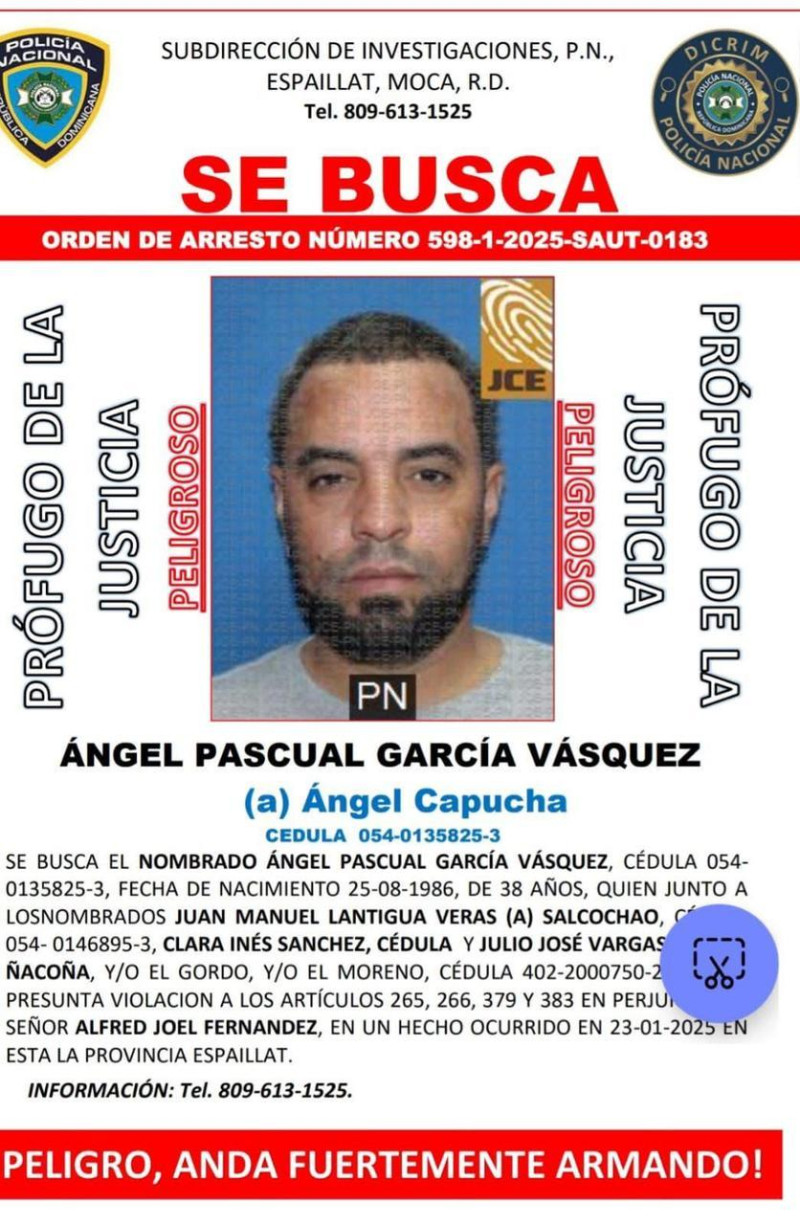 POLICÍA
NACIONAL
DOMINICANA
SUBDIRECCIÓN DE INVESTIGACIONES, P.N.,
ESPAILLAT, MOCA, R.D.
Tel. 809-613-1525
DICRIM
POLICÍA NACIONAL
POLICÍA NACIONAL
SE BUSCA
ORDEN DE ARRESTO NÚMERO 598-1-2025-SAUT-0183
PRÓFUGO DE LA
JUSTICIA
PELIGROSO
JCE
PN
PELIGROSO
JUSTICIA
PRÓFUGO DE LA
ÁNGEL PASCUAL GARCÍA VÁSQUEZ
(a) Ángel Capucha
CEDULA 054-0135825-3
SE BUSCA EL NOMBRADO ÁNGEL PASCUAL GARCÍA VÁSQUEZ, CÉDULA 054-
0135825-3, FECHA DE NACIMIENTO 25-08-1986, DE 38 AÑOS, QUIEN JUNTO A
LOSNOMBRADOS JUAN MANUEL LANTIGUA VERAS (A) SALCOCHAO,
054- 0146895-3, CLARA INÉS SANCHEZ, CÉDULA Y JULIO JOSÉ VARGAS
ÑACOÑA, Y/O EL GORDO, Y/O EL MORENO, CÉDULA 402-2000750-2
PRESUNTA VIOLACION A LOS ARTÍCULOS 265, 266, 379 Y 383 EN
SEÑOR ALFRED JOEL FERNANDEZ, EN UN HECHO OCURRIDO EN 23-01-2025 EN
ESTA LA PROVINCIA ESPAILLAT.
INFORMACIÓN: Tel. 809-613-1525.
PELIGRO, ANDA FUERTEMENTE ARMANDO!